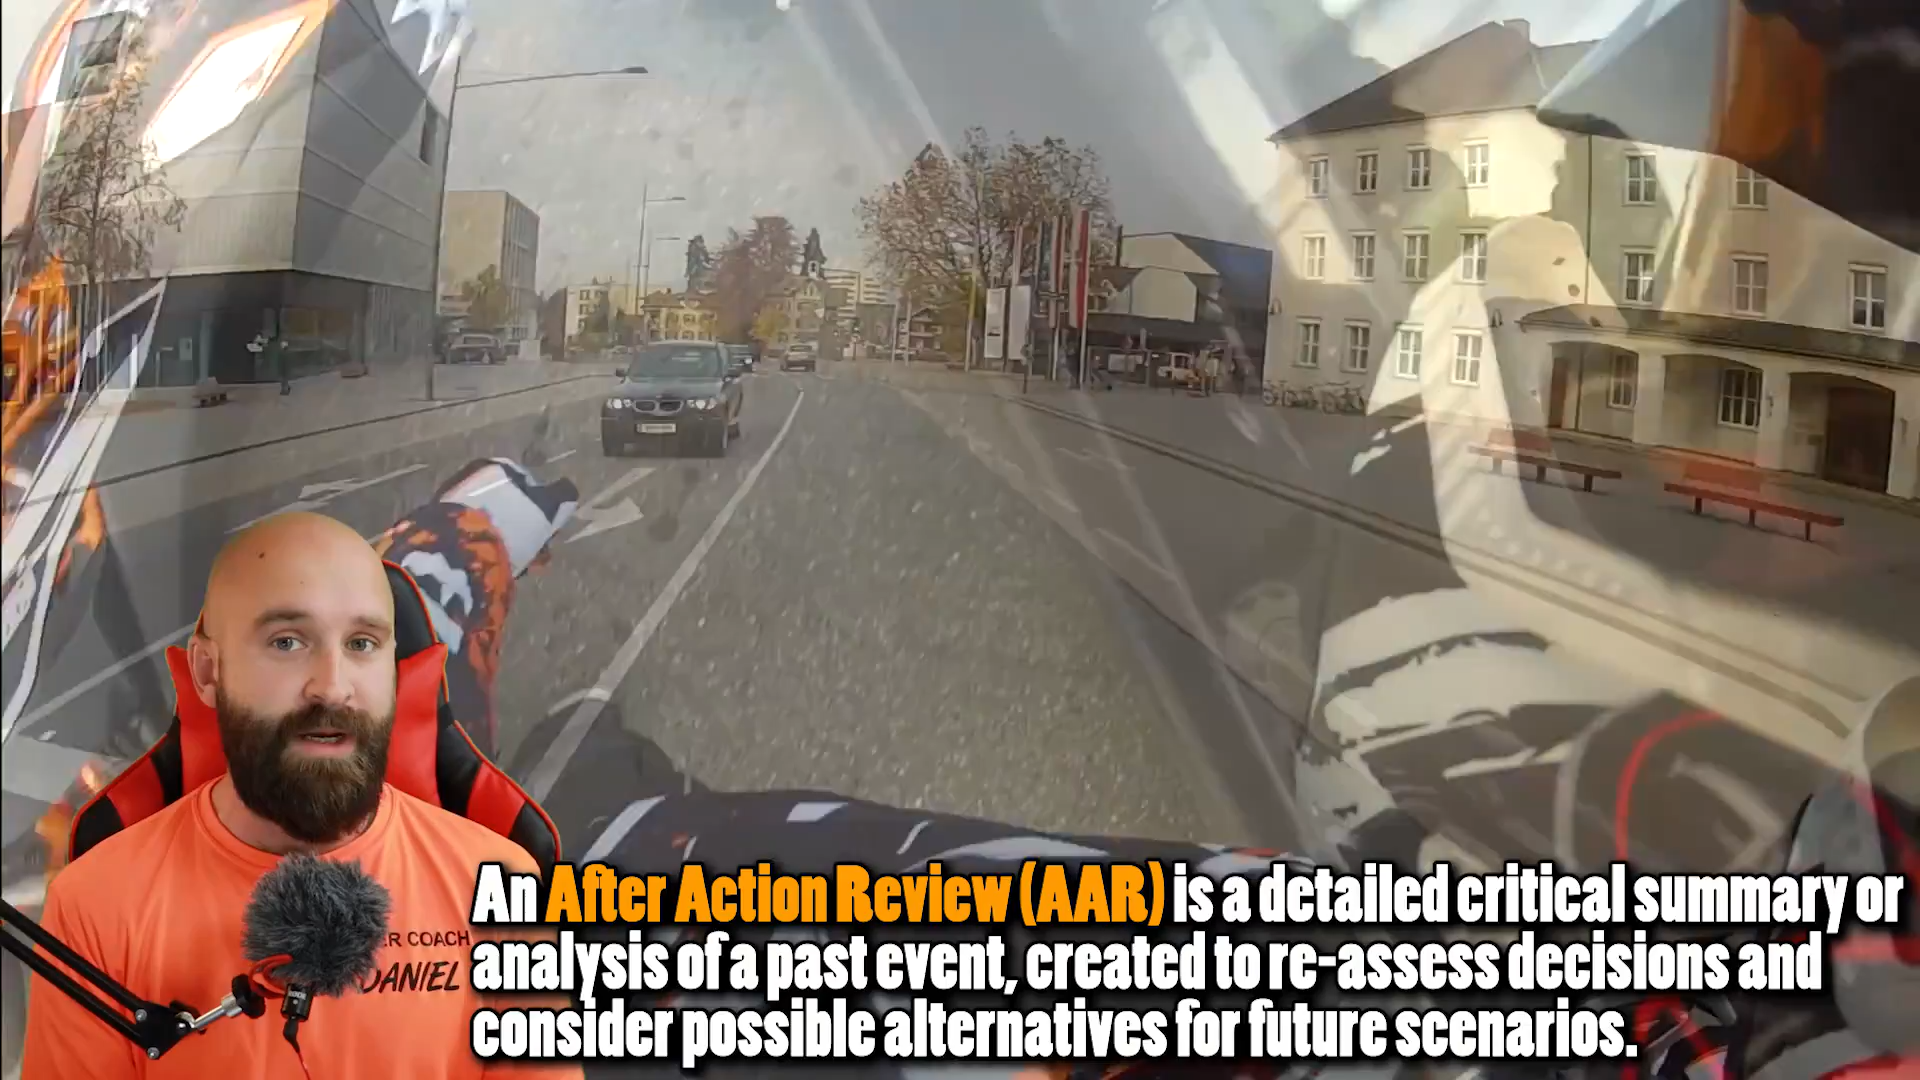 An After Action Review (AAR) is a detailed critical summary or
analysis of a past event, created to re-assess decisions and
consider possible alternatives for future scenarios.
COACH
DANIEL